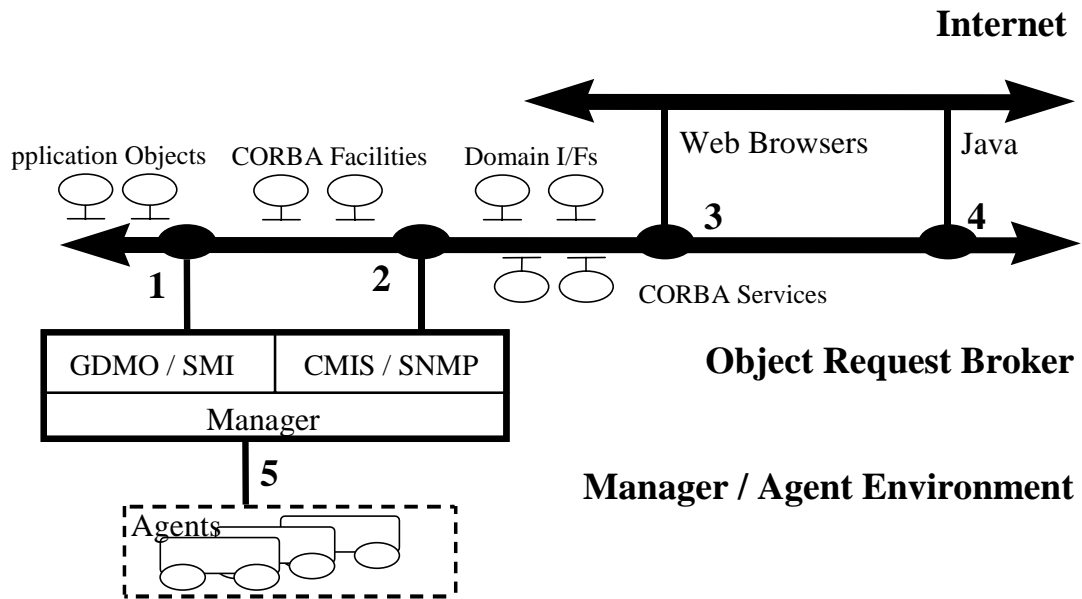 Internet
Web Browsers
Java
pplication Objects
CORBA Facilities
Domain I/Fs
3
4
1
2
CORBA Services
GDMO / SMI
CMIS / SNMP
Object Request Broker
Manager
5
Manager / Agent Environment
Agents